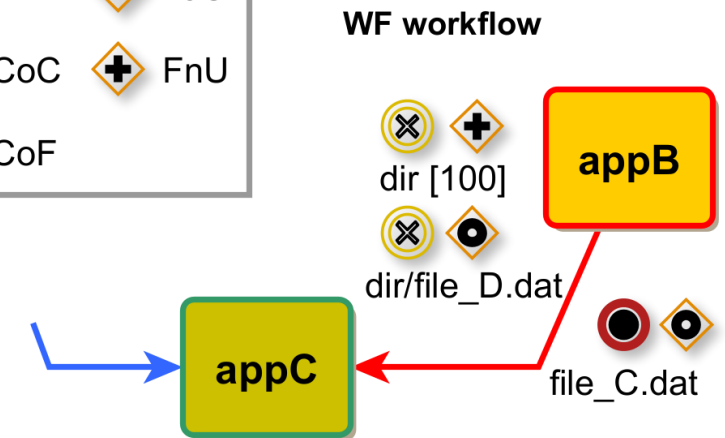 WF workflow
CoC
FnU
CoF
appB
dir [100]
dir/file_D.dat
appC
file_C.dat